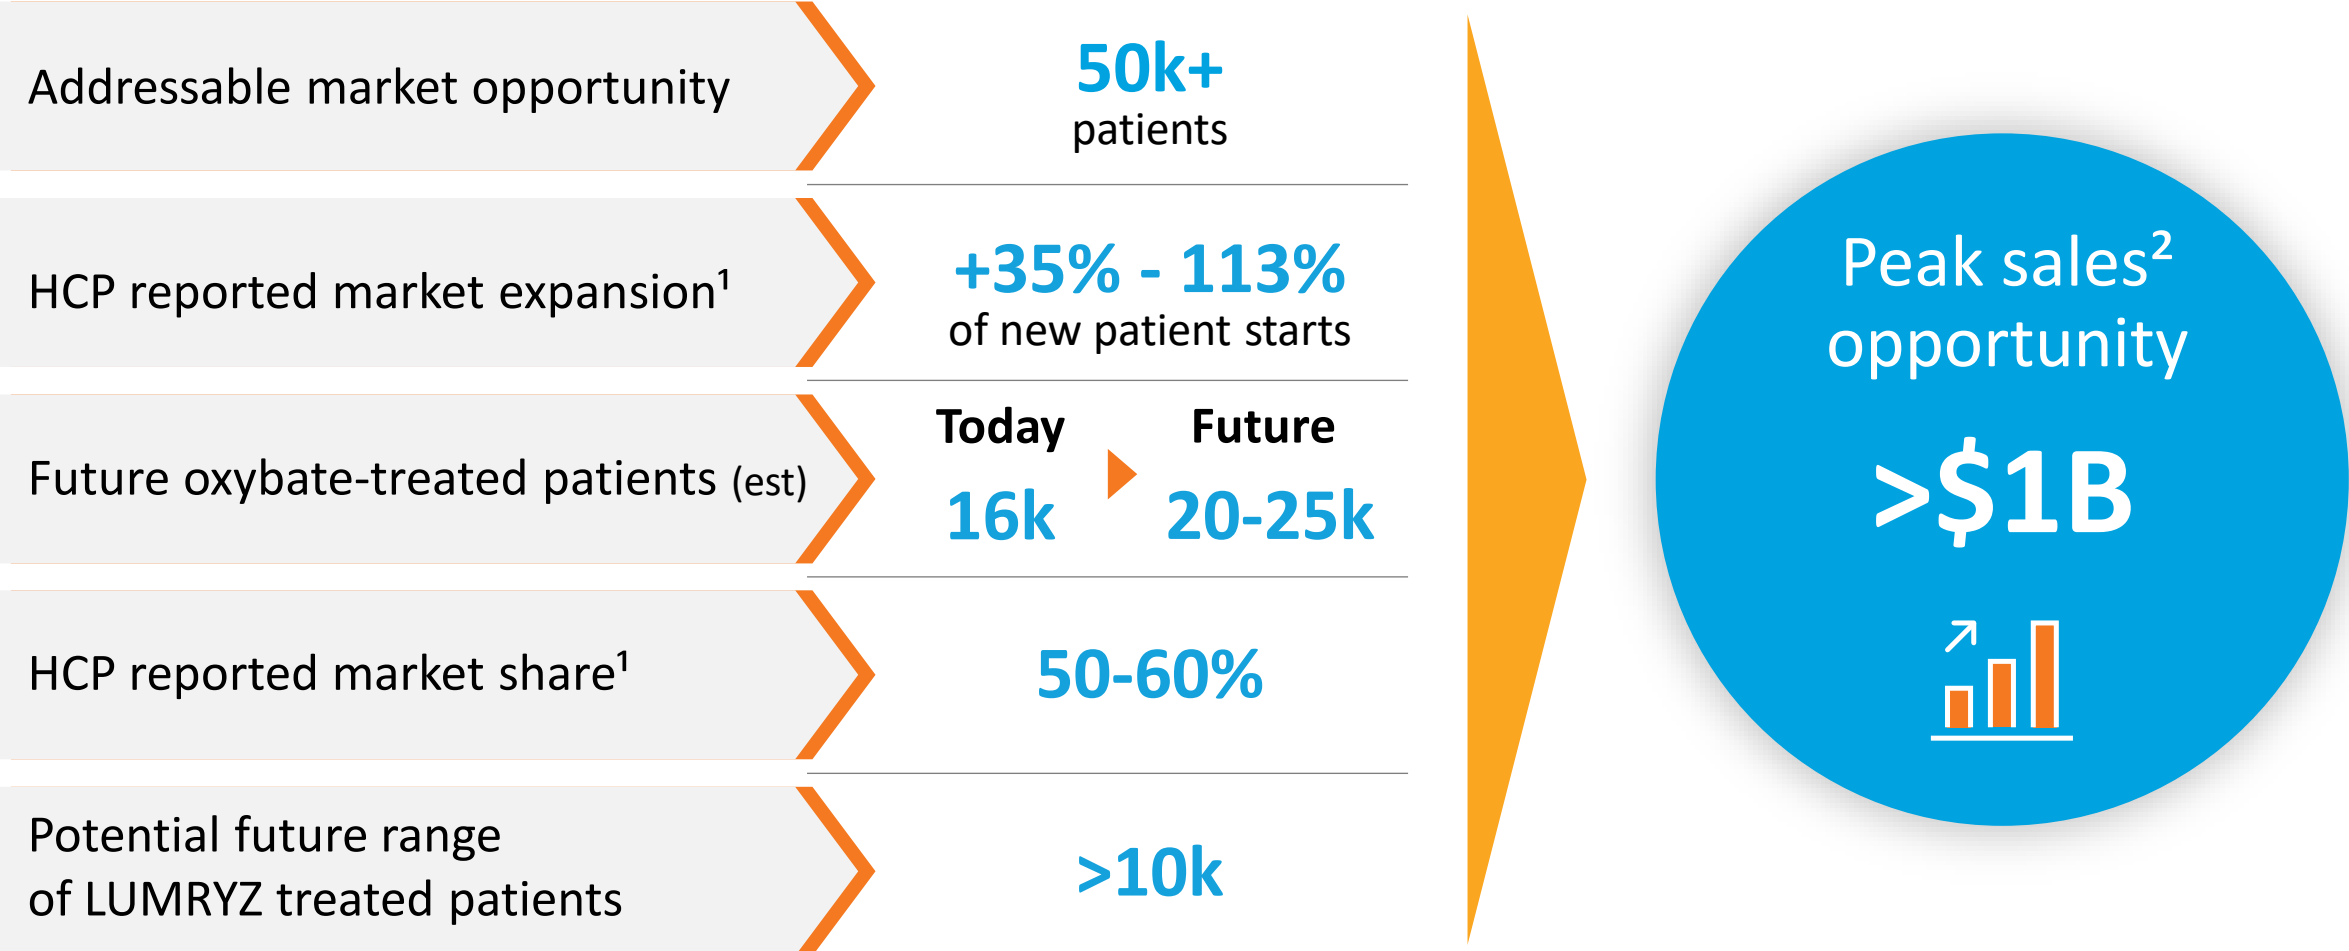 Addressable market opportunity
50k+
patients
HCP reported market expansion¹
+35% - 113%
of new patient starts
Future oxybate-treated patients (est)
Today
Future
16k
20-25k
HCP reported market share¹
50-60%
Potential future range
of LUMRYZ treated patients
>10k
Peak sales²
opportunity
>$1B